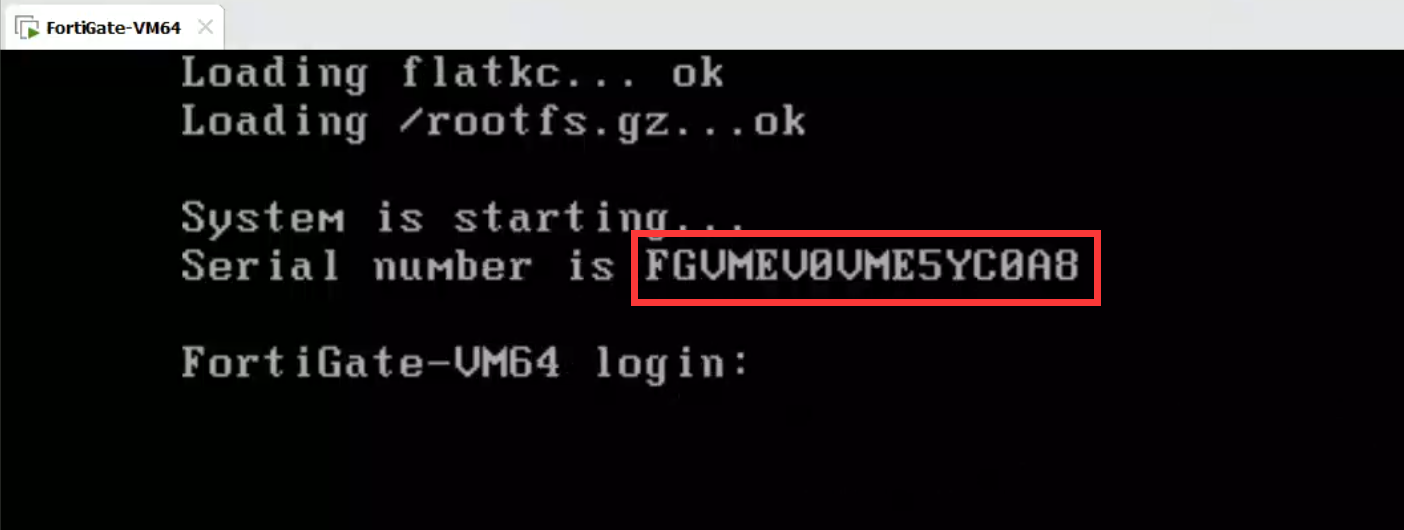 FortiGate-VM64
Loading flatkc... ok
Loading /rootfs.gz...ok
System is starting...
Serial number is FGVMEV0VME5YC0A8
FortiGate-VM64 login: